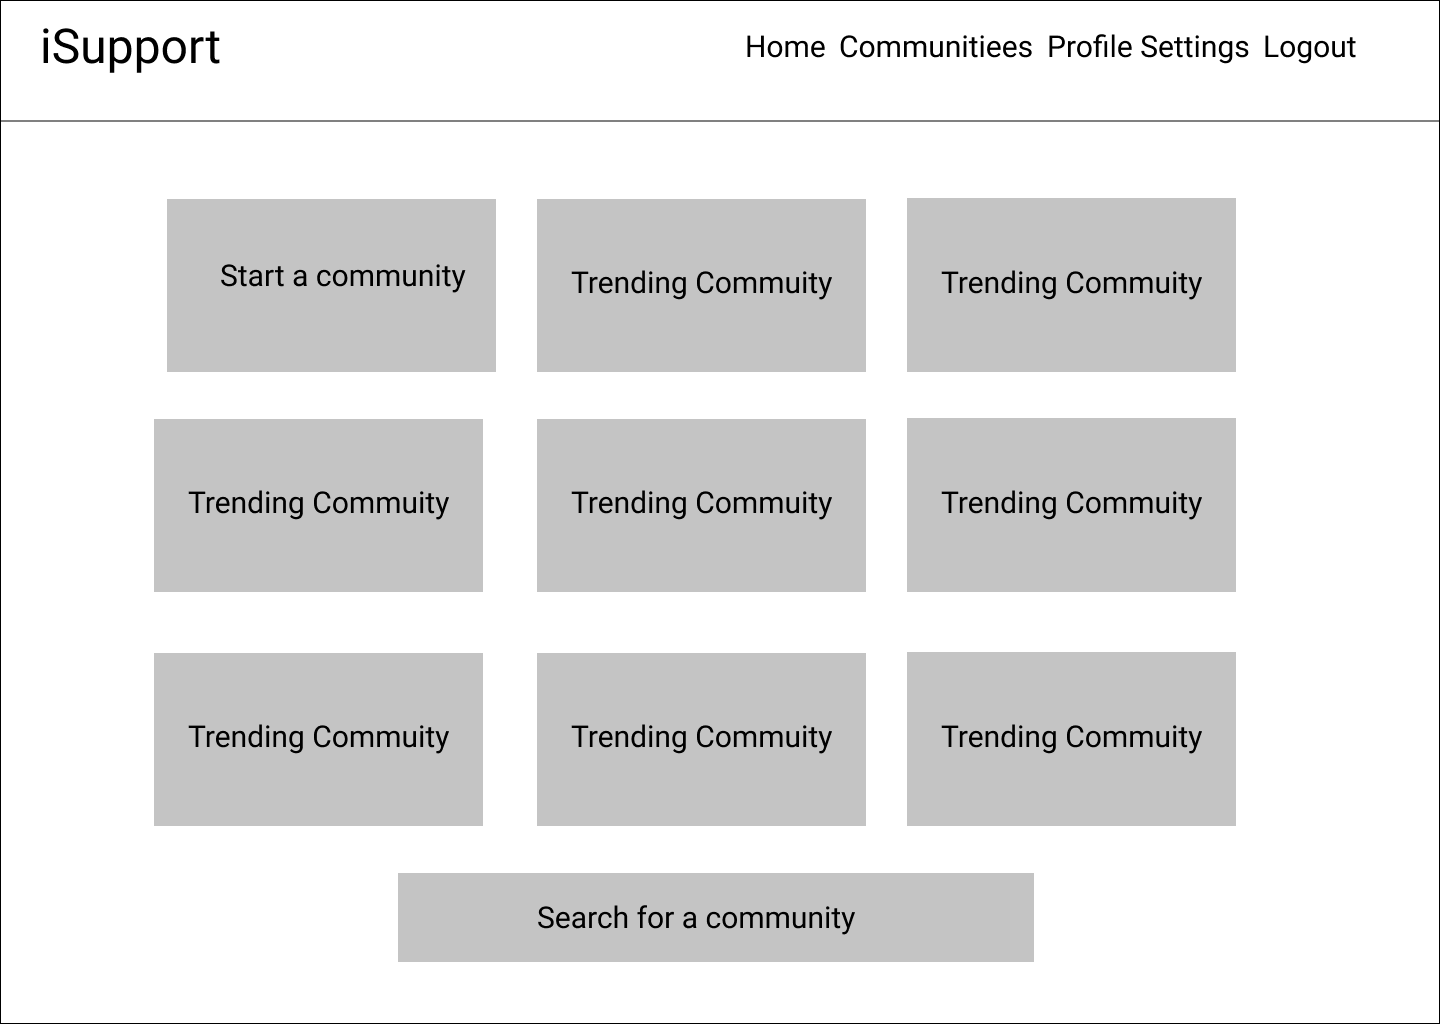 iSupport
Home Communitiees Profile Settings Logout
Start a community
Trending Commuity
Trending Commuity
Trending Commuity
Trending Commuity
Trending Commuity
Trending Commuity
Trending Commuity
Trending Commuity
Search for a community